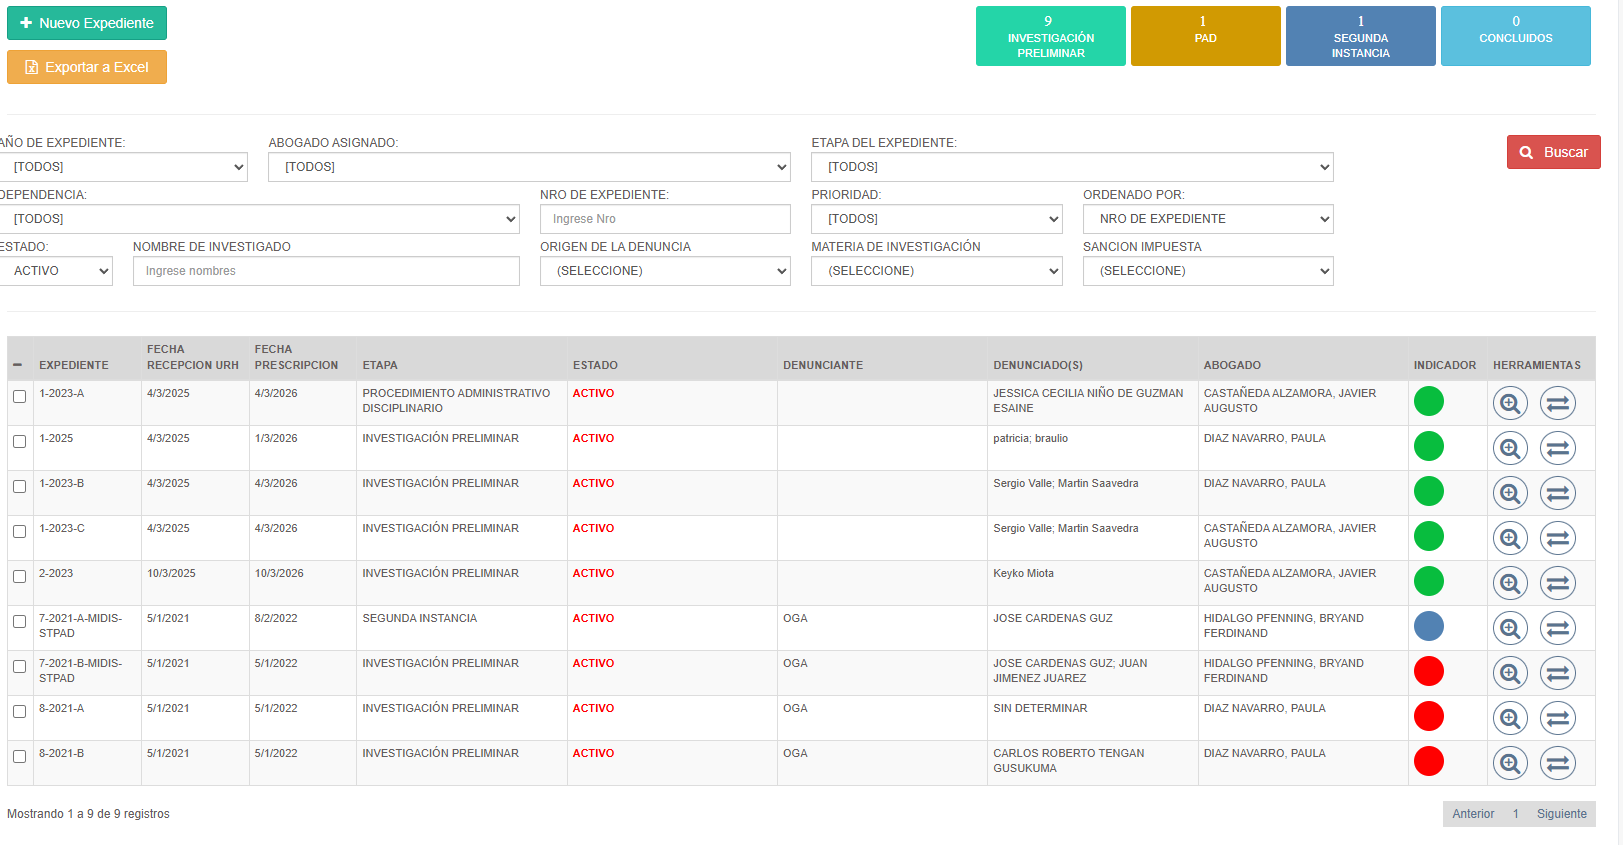 Nuevo Expediente
Exportar a Excel
9
INVESTIGACIÓN
PRELIMINAR
1
PAD
1
SEGUNDA
INSTANCIA
0
CONCLUIDOS
AÑO DE EXPEDIENTE:
[TODOS]
ABOGADO ASIGNADO:
[TODOS]
ETAPA DEL EXPEDIENTE:
[TODOS]
Buscar
DEPENDENCIA:
[TODOS]
NRO DE EXPEDIENTE:
Ingrese Nro
PRIORIDAD:
[TODOS]
ORDENADO POR:
NRO DE EXPEDIENTE
ESTADO:
ACTIVO
NOMBRE DE INVESTIGADO
Ingrese nombres
ORIGEN DE LA DENUNCIA
(SELECCIONE)
MATERIA DE INVESTIGACIÓN
(SELECCIONE)
SANCION IMPUESTA
(SELECCIONE)
EXPEDIENTE
FECHA
RECEPCION URH
FECHA
PRESCRIPCION
ETAPA
ESTADO
DENUNCIANTE
DENUNCIADO(S)
ABOGADO
INDICADOR
HERRAMIENTAS
1-2023-A
4/3/2025
4/3/2026
PROCEDIMIENTO ADMINISTRATIVO
DISCIPLINARIO
ACTIVO
JESSICA CECILIA NIÑO DE GUZMAN
ESAINE
CASTAÑEDA ALZAMORA, JAVIER
AUGUSTO
1-2025
4/3/2025
1/3/2026
INVESTIGACIÓN PRELIMINAR
ACTIVO
patricia; braulio
DIAZ NAVARRO, PAULA
1-2023-B
4/3/2025
4/3/2026
INVESTIGACIÓN PRELIMINAR
ACTIVO
Sergio Valle; Martin Saavedra
DIAZ NAVARRO, PAULA
1-2023-C
4/3/2025
4/3/2026
INVESTIGACIÓN PRELIMINAR
ACTIVO
Sergio Valle; Martin Saavedra
CASTAÑEDA ALZAMORA, JAVIER
AUGUSTO
2-2023
10/3/2025
10/3/2026
INVESTIGACIÓN PRELIMINAR
ACTIVO
Keyko Miota
CASTAÑEDA ALZAMORA, JAVIER
AUGUSTO
7-2021-A-MIDIS-
STPAD
5/1/2021
8/2/2022
SEGUNDA INSTANCIA
ACTIVO
OGA
JOSE CARDENAS GUZ
HIDALGO PFENNING, BRYAND
FERDINAND
7-2021-B-MIDIS-
STPAD
5/1/2021
5/1/2022
INVESTIGACIÓN PRELIMINAR
ACTIVO
OGA
JOSE CARDENAS GUZ; JUAN
JIMENEZ JUAREZ
HIDALGO PFENNING, BRYAND
FERDINAND
8-2021-A
5/1/2021
5/1/2022
INVESTIGACIÓN PRELIMINAR
ACTIVO
OGA
SIN DETERMINAR
DIAZ NAVARRO, PAULA
8-2021-B
5/1/2021
5/1/2022
INVESTIGACIÓN PRELIMINAR
ACTIVO
OGA
CARLOS ROBERTO TENGAN
GUSUKUMA
DIAZ NAVARRO, PAULA
Mostrando 1 a 9 de 9 registros
Anterior 1 Siguiente